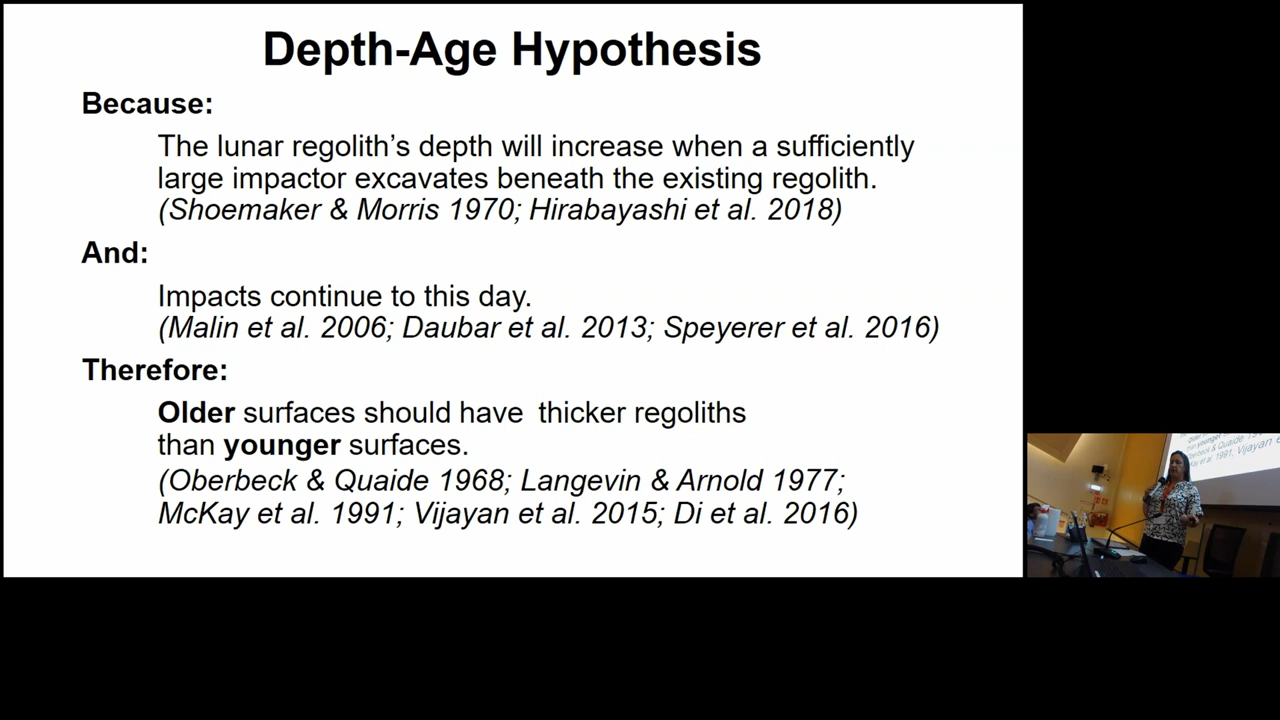 Depth-Age Hypothesis
Because:
The lunar regolith's depth will increase when a sufficiently
large impactor excavates beneath the existing regolith.
(Shoemaker & Morris 1970; Hirabayashi et al. 2018)
And:
Impacts continue to this day.
(Malin et al. 2006; Daubar et al. 2013; Speyerer et al. 2016)
Therefore:
Older surfaces should have thicker regoliths
than younger surfaces.
(Oberbeck & Quaide 1968; Langevin & Arnold 1977;
McKay et al. 1991; Vijayan et al. 2015; Di et al. 2016)